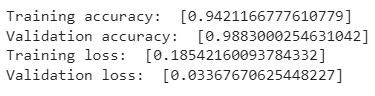 Training accuracy:  [0.9421166777610779]
Validation accuracy:  [0.9883000254631042]
Training loss:  [0.18542160093784332]
Validation loss:  [0.03367670625448227]